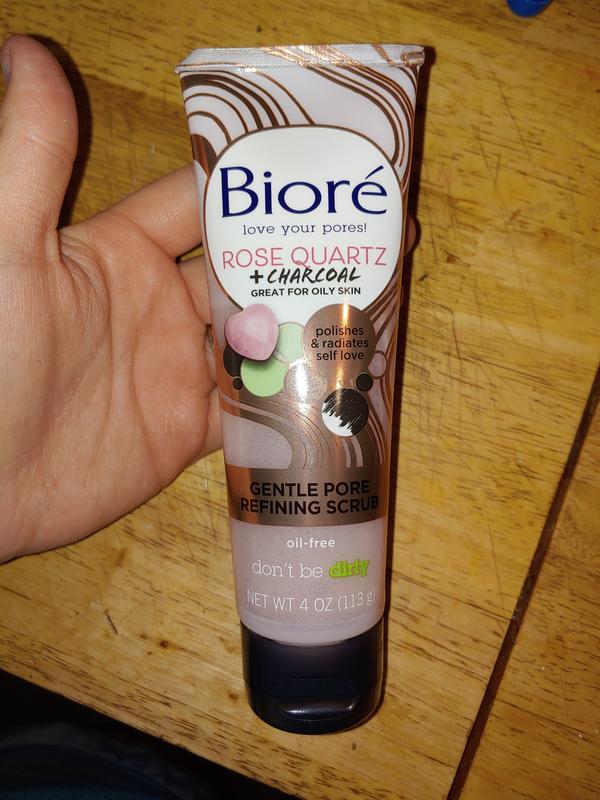 Bioré
love your pores!
ROSE QUARTZ
+ CHARCOAL
GREAT FOR OILY SKIN
polishes
& radiates
self love
GENTLE PORE
REFINING SCRUB
oil-free
don't be dirty
NET WT 4 OZ (113 g)